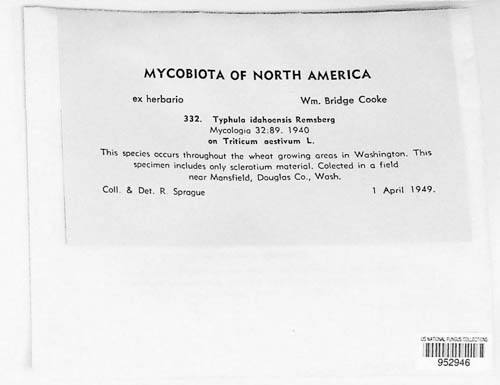 MYCOBIOTA OF NORTH AMERICA
ex herbario Wm. Bridge Cooke
332. Typhula idahoensis Remsberg
Mycologia 32:89. 1940
on Triticum aestivum L.
This species occurs throughout the wheat growing areas in Washington. This
specimen includes only sclerotium material. Colected in a field
near Mansfield, Douglas Co., Wash.
Coll. & Det. R. Sprague 1 April 1949.
US NATIONAL FUNGUS COLLECTIONS
952946